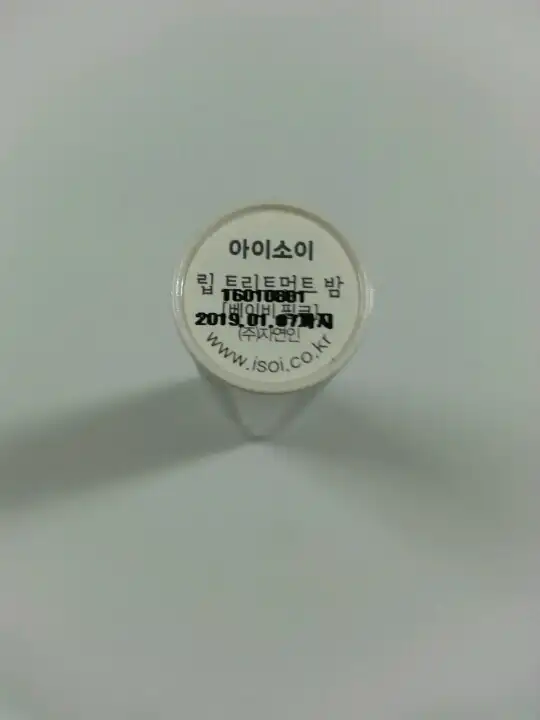 아이소이
립 트리트먼트 밤
16010801
[베이비 핑크]
2019.01.07까지
(주)자연인
www.isoi.co.kr